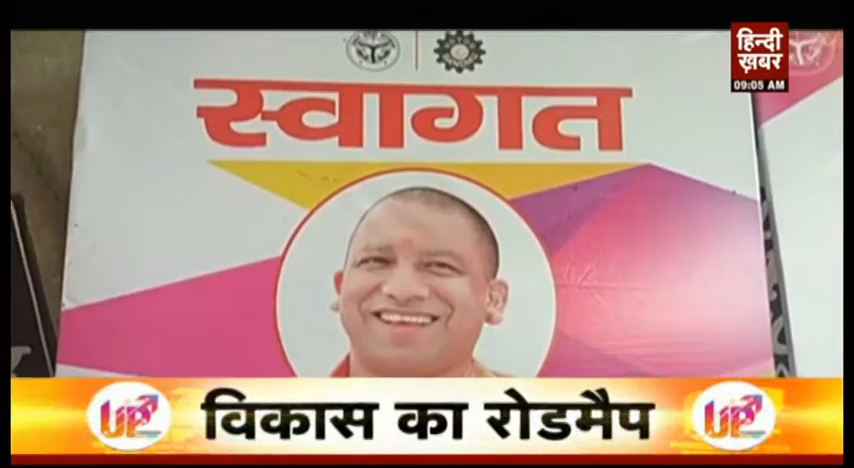 हिन्दी
ख़बर
09:05 AM
स्वागत
UP
विकास का रोडमैप
UP